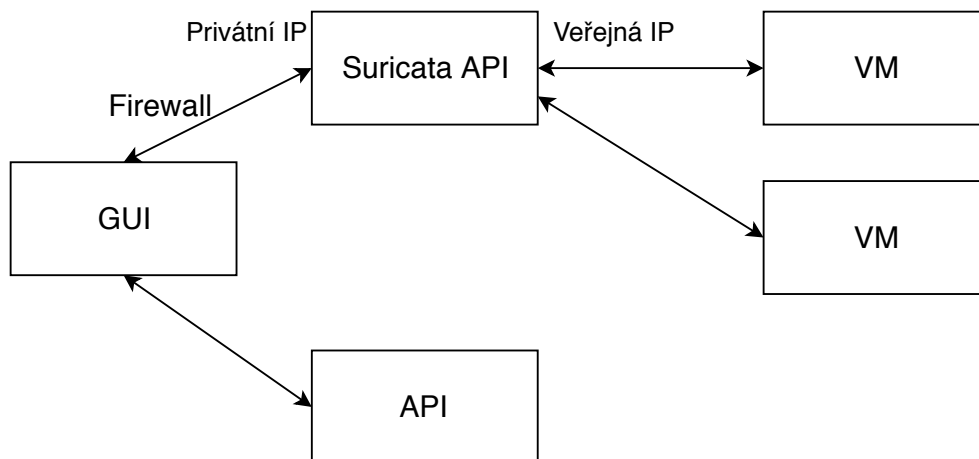 Privátní IP
Veřejná IP
Suricata API
VM
Firewall
GUI
VM
API